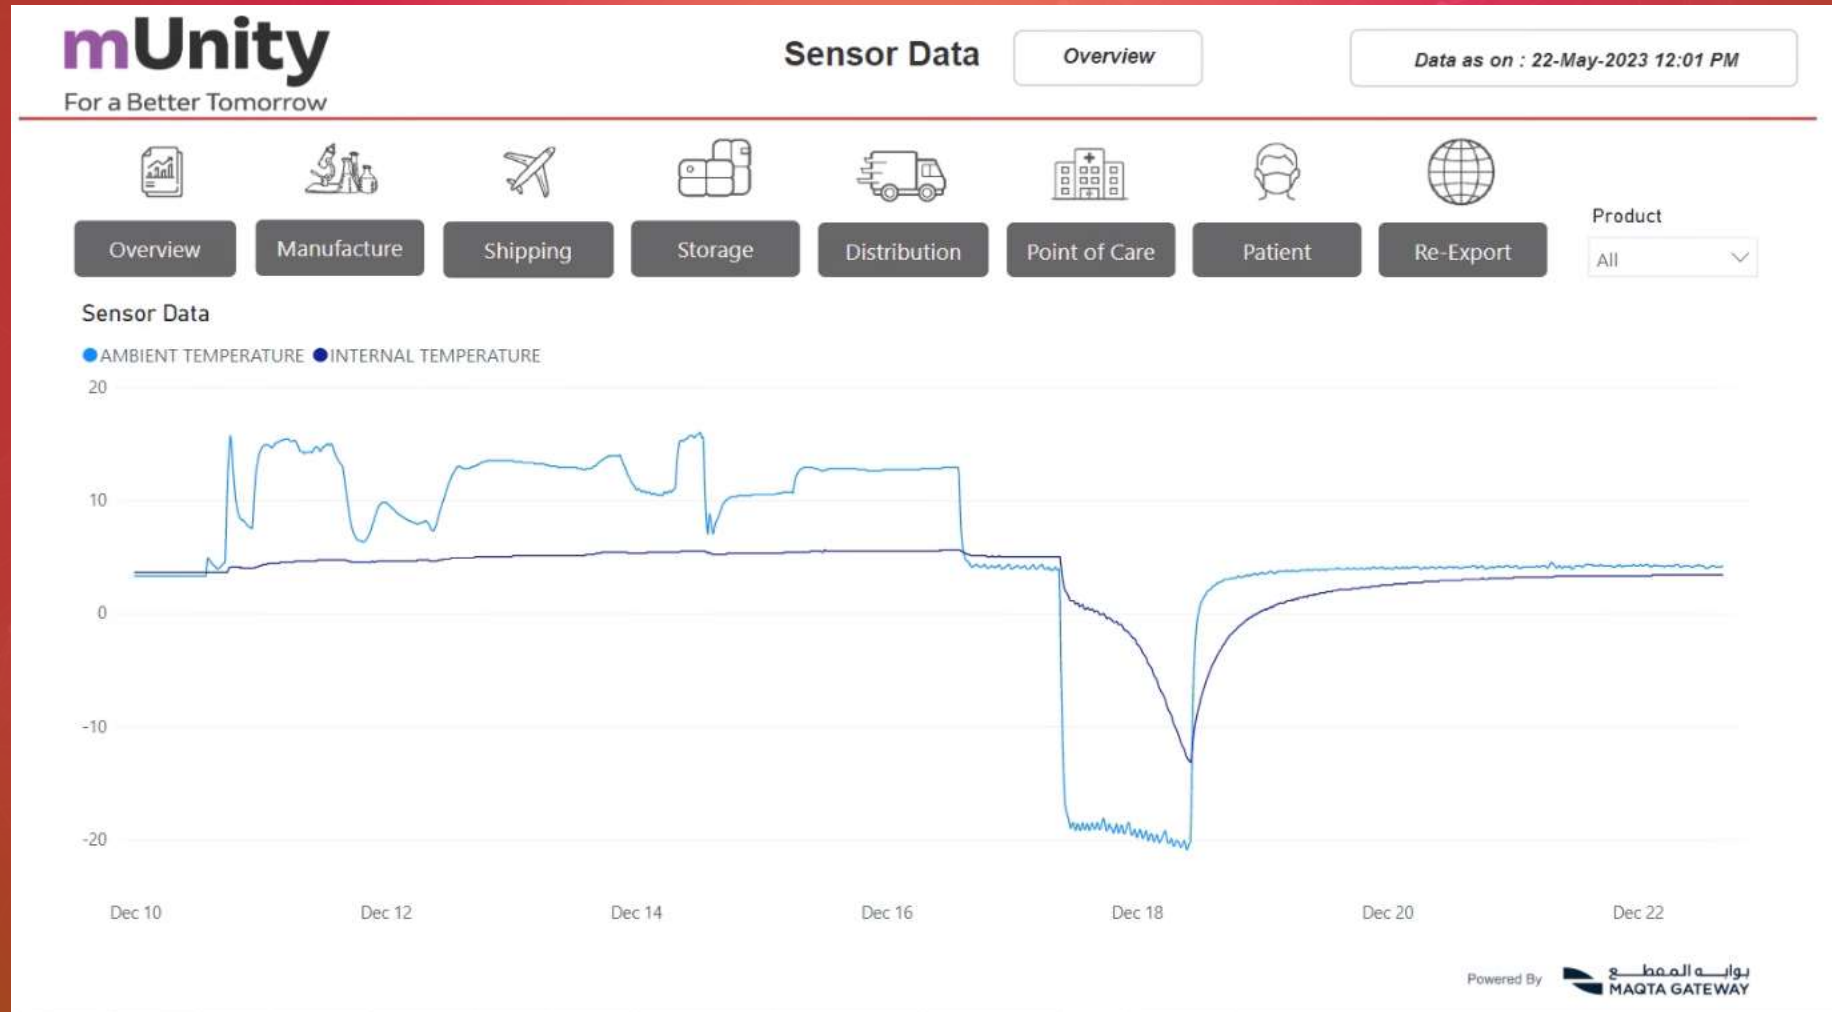 mUnity
For a Better Tomorrow
Sensor Data
Overview
Data as on : 22-May-2023 12:01 PM
Overview
Manufacture
Shipping
Storage
Distribution
Point of Care
Patient
Re-Export
Product
All
Sensor Data
AMBIENT TEMPERATURE INTERNAL TEMPERATURE
20
10
0
-10
-20
Dec 10 Dec 12 Dec 14 Dec 16 Dec 18 Dec 20 Dec 22
Powered By
بوابة المقطع
MAQTA GATEWAY